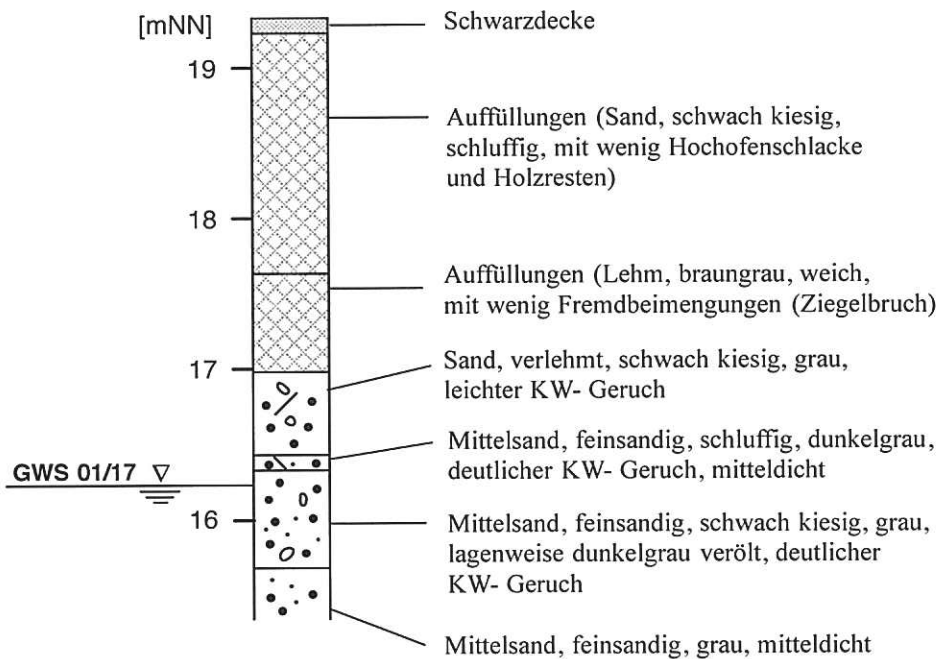 [mNN]
Schwarzdecke
19
Auffüllungen (Sand, schwach kiesig,
schluffig, mit wenig Hochofenschlacke
und Holzresten)
18
Auffüllungen (Lehm, braungrau, weich,
mit wenig Fremdbeimengungen (Ziegelbruch)
17
Sand, verlehmt, schwach kiesig, grau,
leichter KW- Geruch
Mittelsand, feinsandig, schluffig, dunkelgrau,
deutlicher KW- Geruch, mitteldicht
GWS 01/17
16
Mittelsand, feinsandig, schwach kiesig, grau,
lagenweise dunkelgrau verölt, deutlicher
KW- Geruch
Mittelsand, feinsandig, grau, mitteldicht